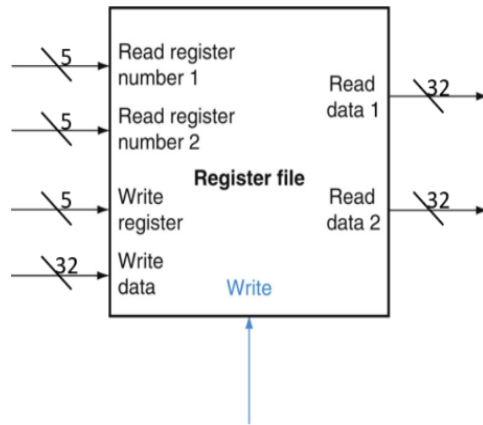 5
Read register
number 1
5
Read register
number 2
5
Write
register
32
Write
data
Register file
Write
Read
data 1
32
Read
data 2
32